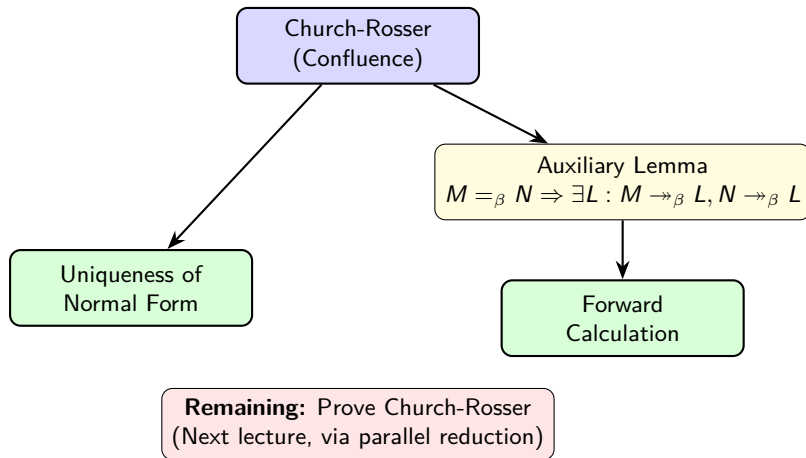 Church-Rosser
(Confluence)
Auxiliary Lemma
M =β N ⇒ ∃L : M ↠β L, N ↠β L
Uniqueness of
Normal Form
Forward
Calculation
Remaining: Prove Church-Rosser
(Next lecture, via parallel reduction)